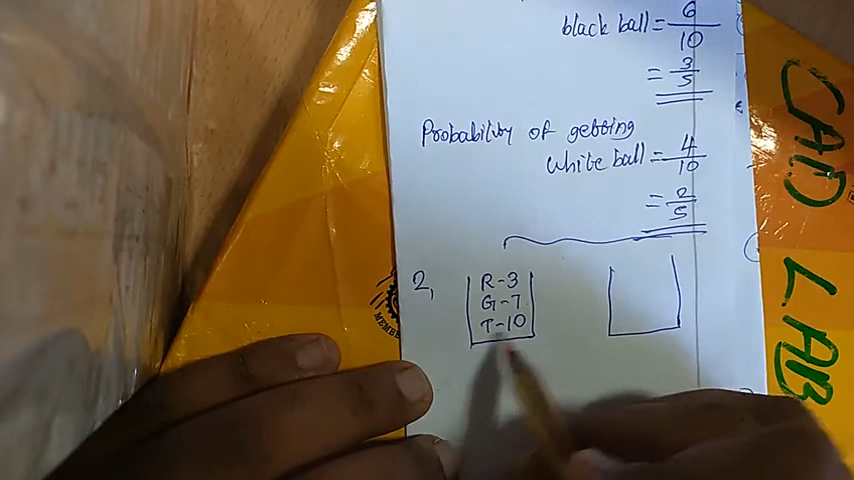 black ball = 6/10
= 3/5
Probability of getting
white ball = 4/10
= 2/5
2,
R-3
G-7
T-10
CAD LAB
MEMBE